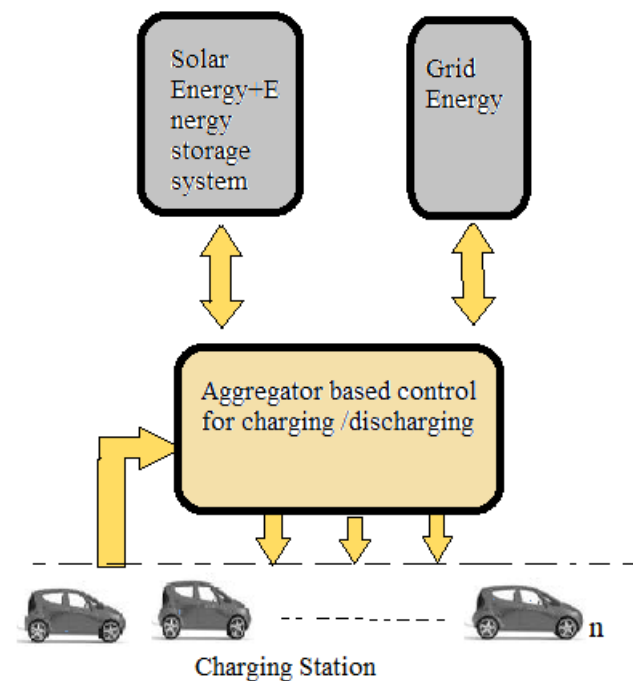 Solar
Energy+E
nergy
storage
system
Grid
Energy
Aggregator based control
for charging /discharging
n
Charging Station